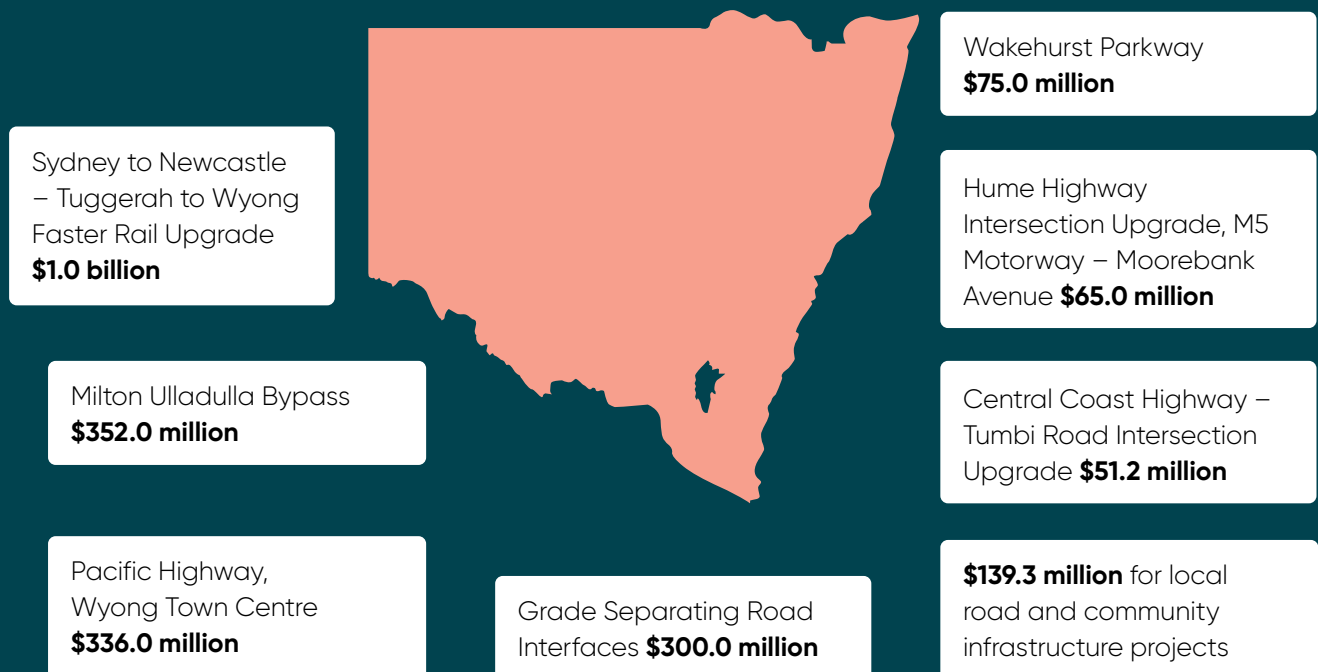 Sydney to Newcastle
– Tuggerah to Wyong
Faster Rail Upgrade
$1.0 billion
Milton Ulladulla Bypass
$352.0 million
Pacific Highway,
Wyong Town Centre
$336.0 million
Grade Separating Road
Interfaces $300.0 million
Wakehurst Parkway
$75.0 million
Hume Highway
Intersection Upgrade, M5
Motorway – Moorebank
Avenue $65.0 million
Central Coast Highway –
Tumbi Road Intersection
Upgrade $51.2 million
$139.3 million for local
road and community
infrastructure projects